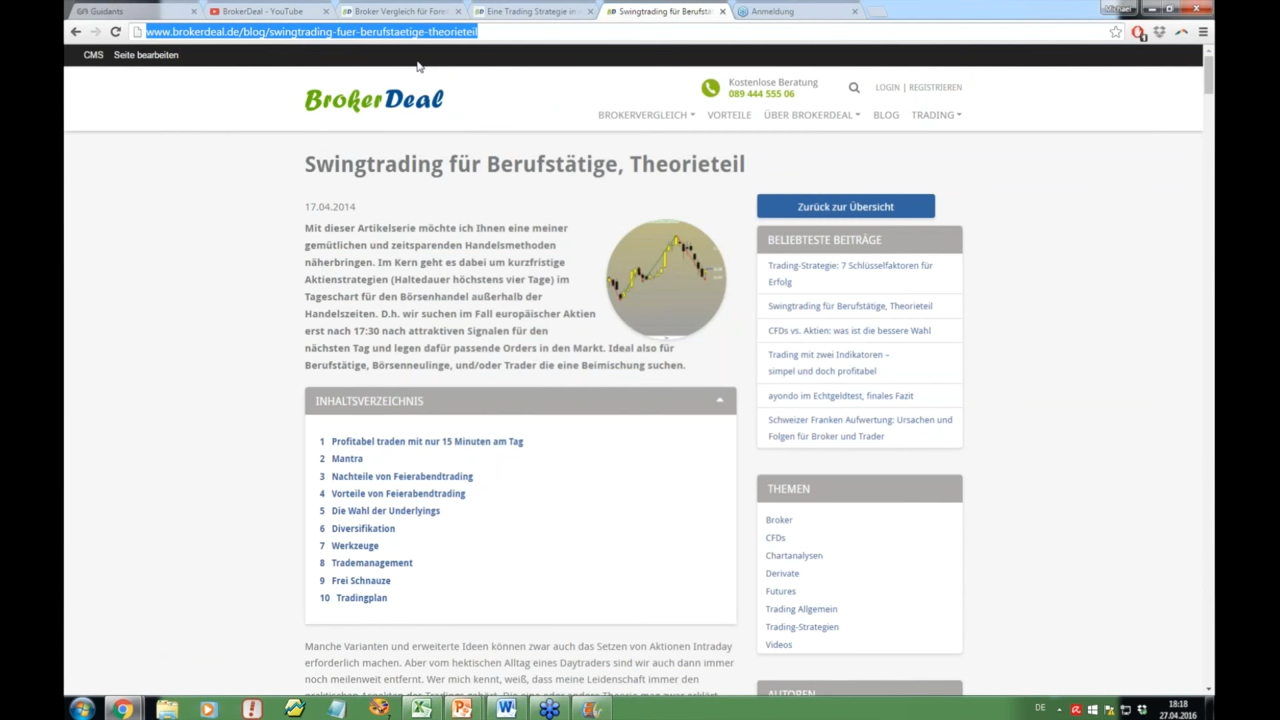 Guidants
BrokerDeal - YouTube
Broker Vergleich für Fore
Eine Trading Strategie in
Swingtrading für Berufstä
Anmeldung
Michael
www.brokerdeal.de/blog/swingtrading-fuer-berufstaetige-theorieteil
CMS Seite bearbeiten
BrokerDeal
Kostenlose Beratung
089 444 555 06
LOGIN | REGISTRIEREN
BROKERVERGLEICH VORTEILE ÜBER BROKERDEAL BLOG TRADING
Swingtrading für Berufstätige, Theorieteil
17.04.2014
Mit dieser Artikelserie möchte ich Ihnen eine meiner
gemütlichen und zeitsparenden Handelsmethoden
näherbringen. Im Kern geht es dabei um kurzfristige
Aktienstrategien (Haltedauer höchstens vier Tage) im
Tageschart für den Börsenhandel außerhalb der
Handelszeiten. D.h. wir suchen im Fall europäischer Aktien
erst nach 17:30 nach attraktiven Signalen für den
nächsten Tag und legen dafür passende Orders in den Markt. Ideal also für
Berufstätige, Börsenneulinge, und/oder Trader die eine Beimischung suchen.
INHALTSVERZEICHNIS
1 Profitabel traden mit nur 15 Minuten am Tag
2 Mantra
3 Nachteile von Feierabendtrading
4 Vorteile von Feierabendtrading
5 Die Wahl der Underlyings
6 Diversifikation
7 Werkzeuge
8 Trademanagement
9 Frei Schnauze
10 Tradingplan
Manche Varianten und erweiterte Ideen können zwar auch das Setzen von Aktionen Intraday
erforderlich machen. Aber vom hektischen Alltag eines Daytraders sind wir auch dann immer
noch meilenweit entfernt. Wer mich kennt, weiß, dass meine Leidenschaft immer den
Zurück zur Übersicht
BELIEBTESTE BEITRÄGE
Trading-Strategie: 7 Schlüsselfaktoren für
Erfolg
Swingtrading für Berufstätige, Theorieteil
CFDs vs. Aktien: was ist die bessere Wahl
Trading mit zwei Indikatoren –
simpel und doch profitabel
ayondo im Echtgeldtest, finales Fazit
Schweizer Franken Aufwertung: Ursachen und
Folgen für Broker und Trader
THEMEN
Broker
CFDs
Chartanalysen
Derivate
Futures
Trading Allgemein
Trading-Strategien
Videos
AUTOREN
DE
18:18
27.04.2016